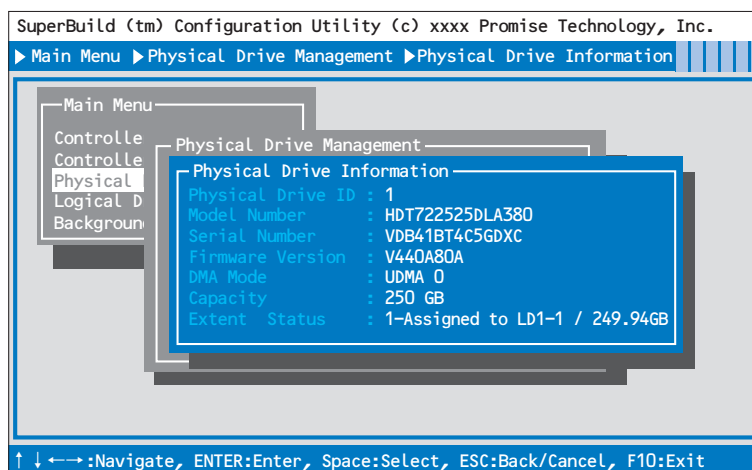 SuperBuild (tm) Configuration Utility (c) xxxx Promise Technology, Inc.
▶Main Menu ▶Physical Drive Management ▶Physical Drive Information
Main Menu
Controlle
Controlle
Physical
Logical D
Background
Physical Drive Management
Physical Drive Information
Physical Drive ID : 1
Model Number : HDT722525DLA380
Serial Number : VDB41BT4C5GDXC
Firmware Version : V44OA8OA
DMA Mode : UDMA 0
Capacity : 250 GB
Extent Status : 1-Assigned to LD1-1 / 249.94GB
↑↓←→:Navigate, ENTER:Enter, Space:Select, ESC:Back/Cancel, F10:Exit